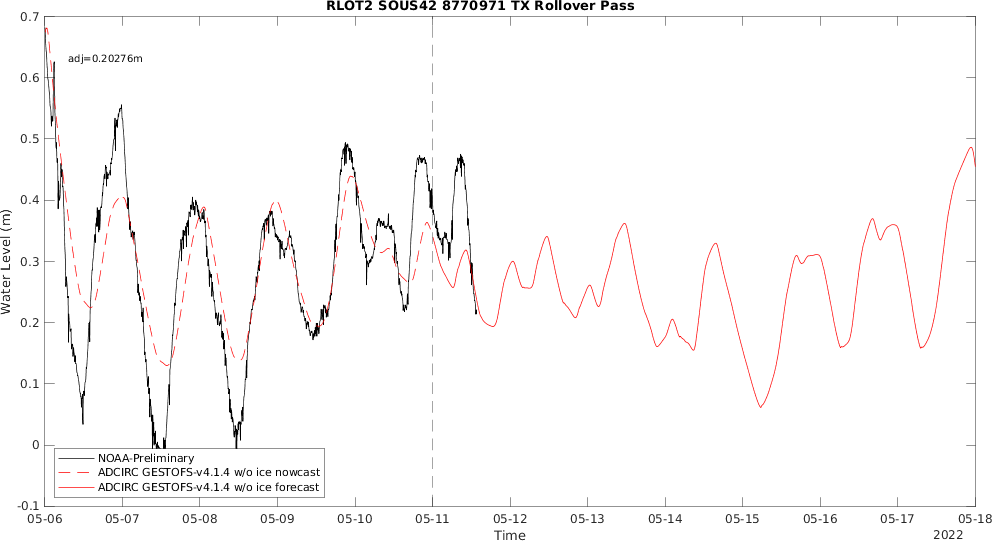 RLOT2 SOUS42 8770971 TX Rollover Pass
adj=0.20276m
Water Level (m)
0.7
0.6
0.5
0.4
0.3
0.2
0.1
0
-0.1
NOAA-Preliminary
ADCIRC GESTOFS-v4.1.4 w/o ice nowcast
ADCIRC GESTOFS-v4.1.4 w/o ice forecast
05-06 05-07 05-08 05-09 05-10 05-11 05-12 05-13 05-14 05-15 05-16 05-17 05-18
Time
2022